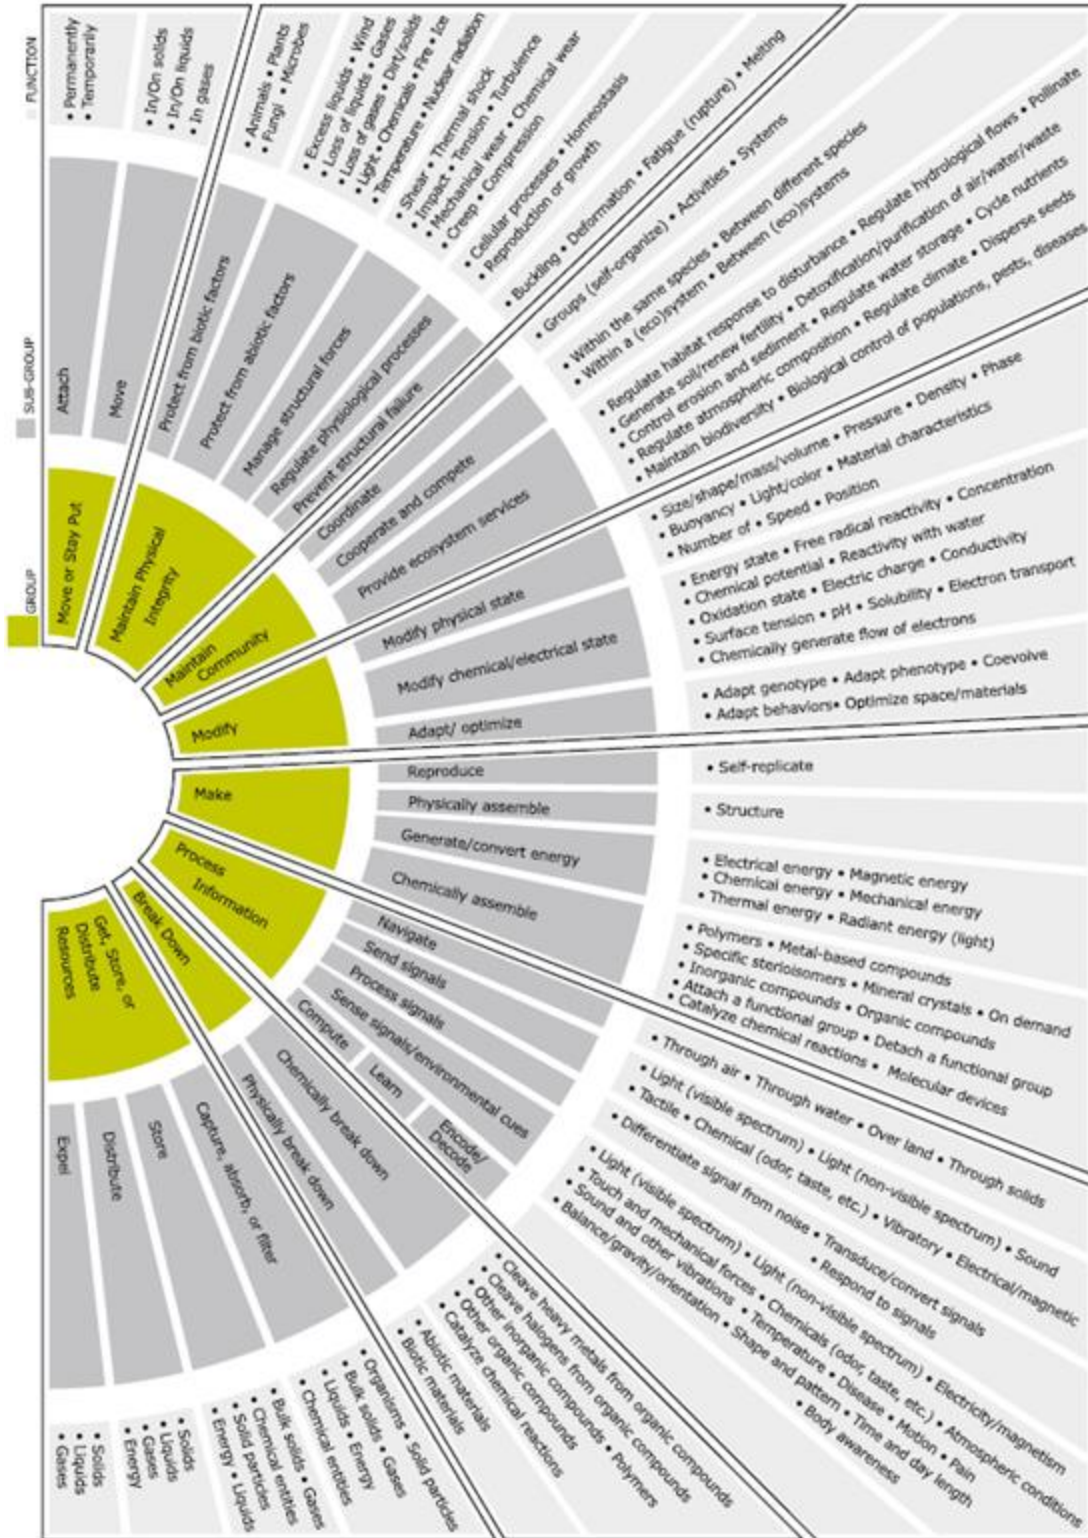 GROUP
SUB-GROUP
FUNCTION
Move or Stay Put
Attach
• Permanently
• Temporarily
Move
• In/On solids
• In/On liquids
• In gases
Maintain Physical
Integrity
Protect from biotic factors
• Animals • Plants
• Fungi • Microbes
Protect from abiotic factors
• Excess liquids • Wind
• Loss of liquids • Gases
• Loss of gases • Dirt/solids
• Light • Chemicals • Fire • Ice
• Temperature • Nuclear radiation
Manage structural forces
• Shear • Thermal shock
• Impact • Tension • Turbulence
• Mechanical wear • Chemical wear
• Creep • Compression
Regulate physiological processes
• Cellular processes • Homeostasis
• Reproduction or growth
Prevent structural failure
• Buckling • Deformation • Fatigue (rupture) • Melting
Maintain
Community
Coordinate
• Groups (self-organize) • Activities • Systems
Cooperate and compete
• Within the same species • Between different species
• Within a (eco)system • Between (eco)systems
Provide ecosystem services
• Regulate habitat response to disturbance • Regulate hydrological flows • Pollinate
• Generate soil/renew fertility • Detoxification/purification of air/water/waste
• Control erosion and sediment • Regulate water storage • Cycle nutrients
• Regulate atmospheric composition • Regulate climate • Disperse seeds
• Maintain biodiversity • Biological control of populations, pests, diseases
Modify
Modify physical state
• Size/shape/mass/volume • Pressure • Density • Phase
• Buoyancy • Light/color • Material characteristics
• Number of • Speed • Position
Modify chemical/electrical state
• Energy state • Free radical reactivity • Concentration
• Chemical potential • Reactivity with water
• Oxidation state • Electric charge • Conductivity
• Surface tension • pH • Solubility • Electron transport
• Chemically generate flow of electrons
Adapt/ optimize
• Adapt genotype • Adapt phenotype • Coevolve
• Adapt behaviors• Optimize space/materials
Make
Reproduce
• Self-replicate
Physically assemble
• Structure
Generate/convert energy
• Electrical energy • Magnetic energy
• Chemical energy • Mechanical energy
• Thermal energy • Radiant energy (light)
Chemically assemble
• Polymers • Metal-based compounds
• Specific sterioisomers • Mineral crystals • On demand
• Inorganic compounds • Organic compounds
• Attach a functional group • Detach a functional group
• Catalyze chemical reactions • Molecular devices
Process
Information
Navigate
• Through air • Through water • Over land • Through solids
Send signals
• Light (visible spectrum) • Light (non-visible spectrum) • Sound
• Tactile • Chemical (odor, taste, etc.) • Vibratory • Electrical/magnetic
Process signals
• Differentiate signal from noise • Transduce/convert signals
• Respond to signals
Sense signals/environmental cues
• Light (visible spectrum) • Light (non-visible spectrum) • Electricity/magnetism
• Touch and mechanical forces • Chemicals (odor, taste, etc.) • Atmospheric conditions
• Sound and other vibrations • Temperature • Disease • Motion • Pain
• Balance/gravity/orientation • Shape and pattern • Time and day length
• Body awareness
Compute
Learn
Encode/
Decode
Break Down
Chemically break down
• Cleave heavy metals from organic compounds
• Cleave halogens from organic compounds
• Other inorganic compounds • Polymers
• Other organic compounds
• Catalyze chemical reactions
Physically break down
• Abiotic materials
• Biotic materials
Get, Store, or
Distribute
Resources
Capture, absorb, or filter
• Organisms • Solid particles
• Bulk solids • Gases
• Liquids • Energy
• Chemical entities
Store
• Bulk solids • Gases
• Chemical entities
• Solid particles
• Energy • Liquids
Distribute
• Solids
• Liquids
• Gases
• Energy
Expel
• Solids
• Liquids
• Gases